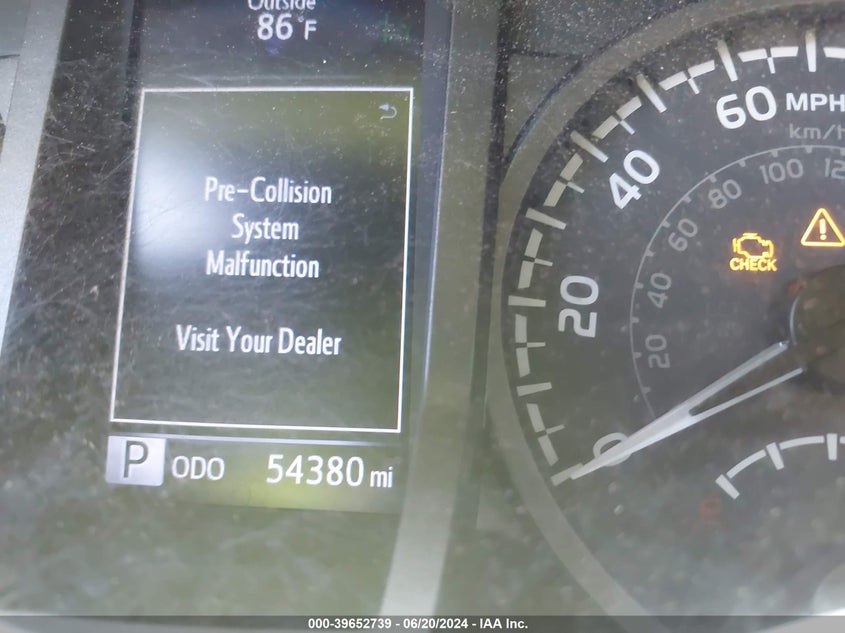 Outside
86°F
Pre-Collision
System
Malfunction
Visit Your Dealer
P ODO 54380 mi
60 MPH
km/h
40
20
0
100
80
60
40
20
CHECK
000-39652739 - 06/20/2024 - IAA Inc.